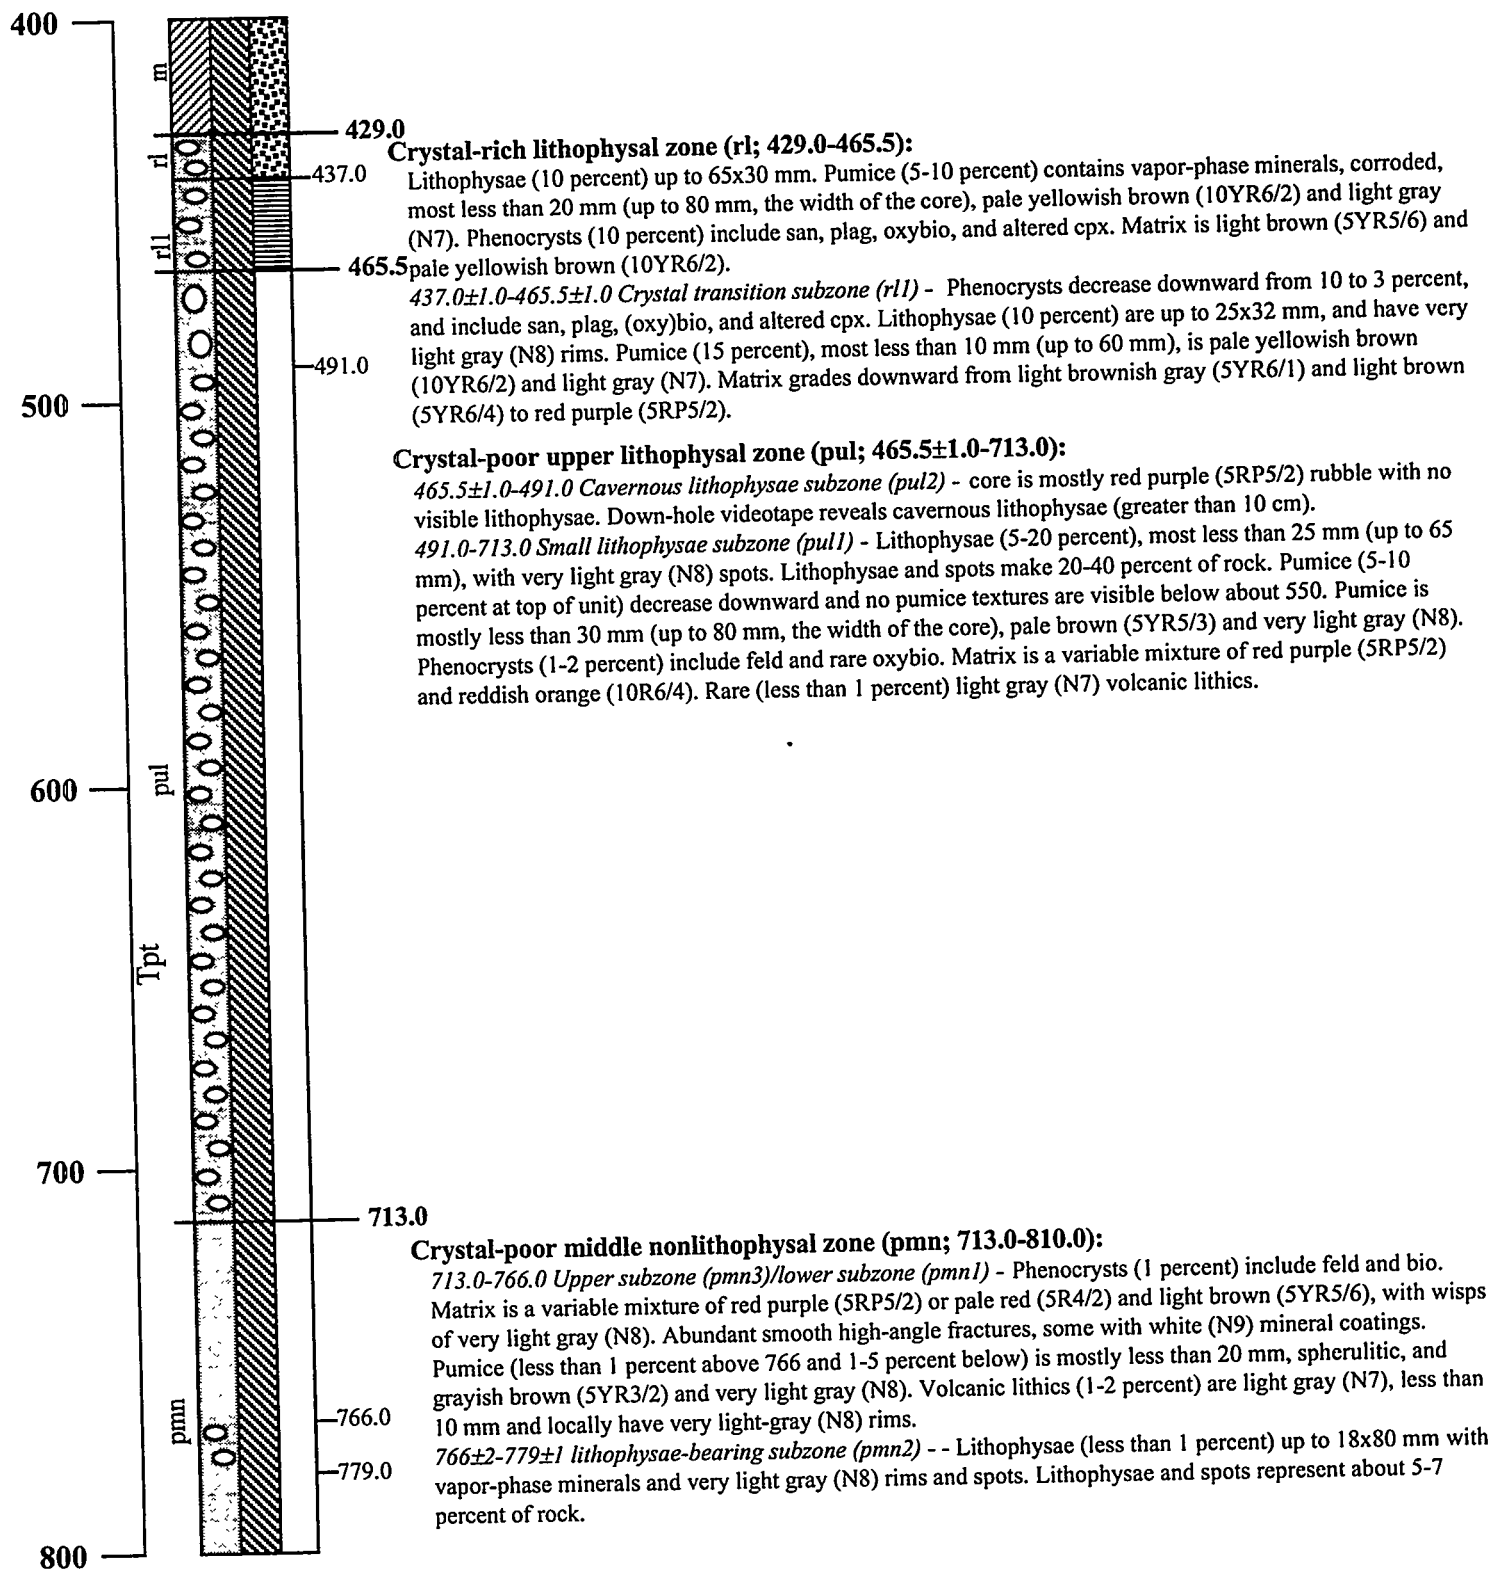 400
m
429.0
Crystal-rich lithophysal zone (rl; 429.0-465.5):
rl
437.0
Lithophysae (10 percent) up to 65x30 mm. Pumice (5-10 percent) contains vapor-phase minerals, corroded,
most less than 20 mm (up to 80 mm, the width of the core), pale yellowish brown (10YR6/2) and light gray
(N7). Phenocrysts (10 percent) include san, plag, oxybio, and altered cpx. Matrix is light brown (5YR5/6) and
rl1
465.5
pale yellowish brown (10YR6/2).
437.0±1.0-465.5±1.0 Crystal transition subzone (rl1) - Phenocrysts decrease downward from 10 to 3 percent,
and include san, plag, (oxy)bio, and altered cpx. Lithophysae (10 percent) are up to 25x32 mm, and have very
light gray (N8) rims. Pumice (15 percent), most less than 10 mm (up to 60 mm), is pale yellowish brown
491.0
(10YR6/2) and light gray (N7). Matrix grades downward from light brownish gray (5YR6/1) and light brown
500
(5YR6/4) to red purple (5RP5/2).
Crystal-poor upper lithophysal zone (pul; 465.5±1.0-713.0):
465.5±1.0-491.0 Cavernous lithophysae subzone (pul2) - core is mostly red purple (5RP5/2) rubble with no
visible lithophysae. Down-hole videotape reveals cavernous lithophysae (greater than 10 cm).
491.0-713.0 Small lithophysae subzone (pul1) - Lithophysae (5-20 percent), most less than 25 mm (up to 65
mm), with very light gray (N8) spots. Lithophysae and spots make 20-40 percent of rock. Pumice (5-10
percent at top of unit) decrease downward and no pumice textures are visible below about 550. Pumice is
mostly less than 30 mm (up to 80 mm, the width of the core), pale brown (5YR5/3) and very light gray (N8).
Phenocrysts (1-2 percent) include feld and rare oxybio. Matrix is a variable mixture of red purple (5RP5/2)
and reddish orange (10R6/4). Rare (less than 1 percent) light gray (N7) volcanic lithics.
600
pul
Tpt
700
713.0
Crystal-poor middle nonlithophysal zone (pmn; 713.0-810.0):
713.0-766.0 Upper subzone (pmn3)/lower subzone (pmn1) - Phenocrysts (1 percent) include feld and bio.
Matrix is a variable mixture of red purple (5RP5/2) or pale red (5R4/2) and light brown (5YR5/6), with wisps
of very light gray (N8). Abundant smooth high-angle fractures, some with white (N9) mineral coatings.
Pumice (less than 1 percent above 766 and 1-5 percent below) is mostly less than 20 mm, spherulitic, and
grayish brown (5YR3/2) and very light gray (N8). Volcanic lithics (1-2 percent) are light gray (N7), less than
pmn
766.0
10 mm and locally have very light-gray (N8) rims.
766±2-779±1 lithophysae-bearing subzone (pmn2) - - Lithophysae (less than 1 percent) up to 18x80 mm with
779.0
vapor-phase minerals and very light gray (N8) rims and spots. Lithophysae and spots represent about 5-7
percent of rock.
800